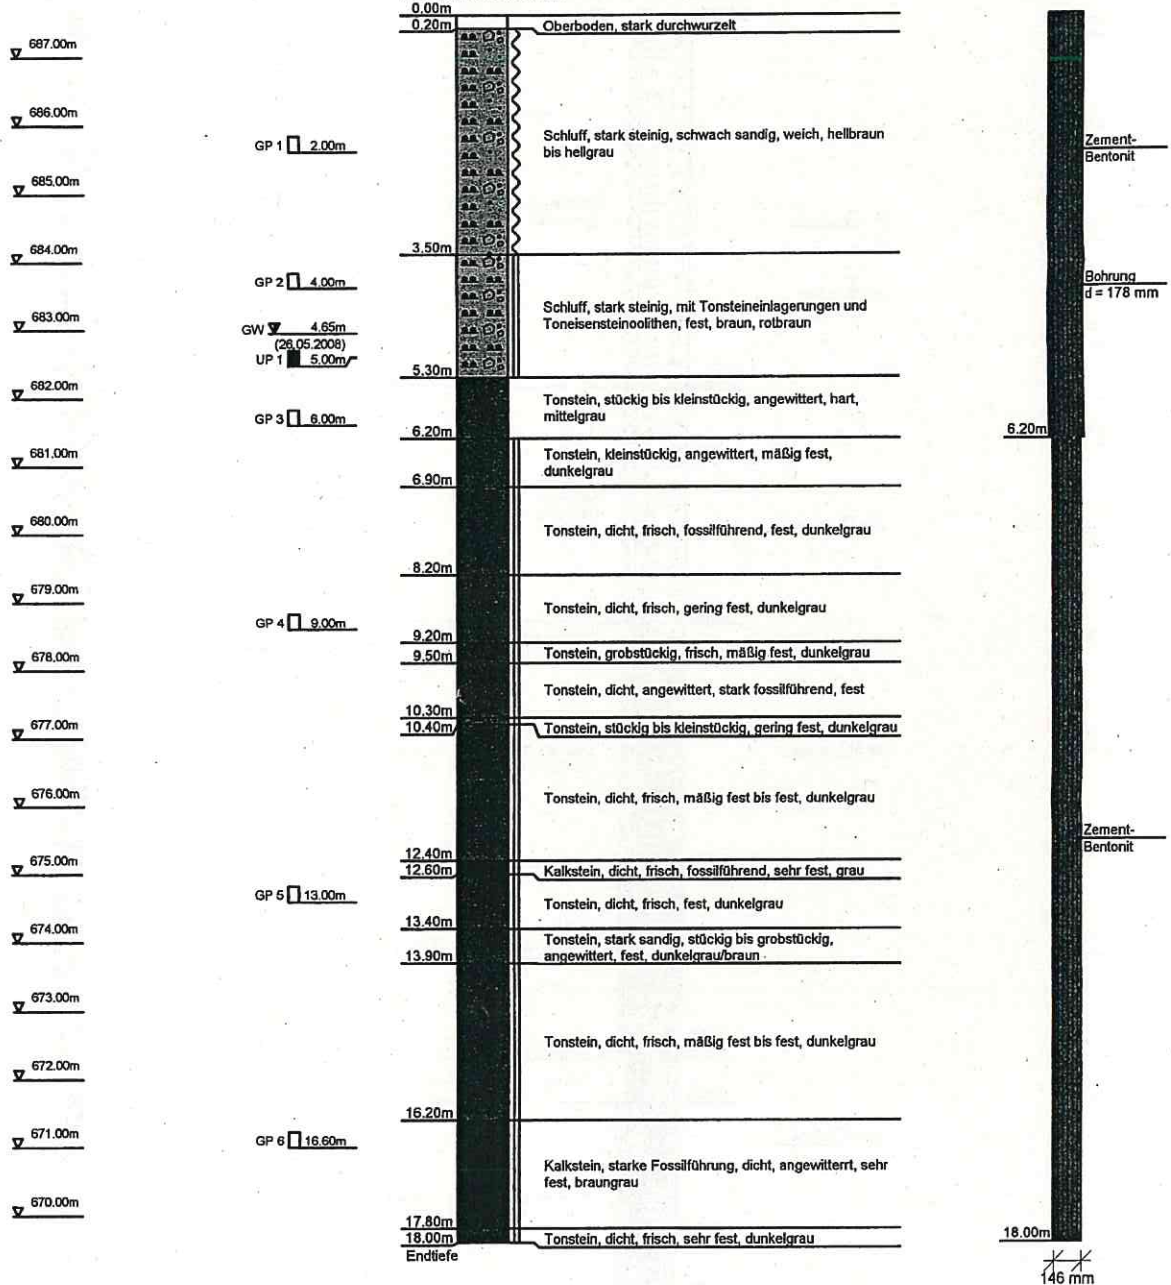 0.00m
0.20m
Oberboden, stark durchwurzelt
687.00m
686.00m
GP 1 2.00m
Schluff, stark steinig, schwach sandig, weich, hellbraun
bis hellgrau
Zement-
Bentonit
685.00m
684.00m
3.50m
GP 2 4.00m
Bohrung
d = 178 mm
683.00m
Schluff, stark steinig, mit Tonsteineinlagerungen und
Toneisensteinoolithen, fest, braun, rotbraun
GW 4.65m
(26.05.2008)
UP 1 5.00m
5.30m
682.00m
Tonstein, stückig bis kleinstückig, angewittert, hart,
mittelgrau
GP 3 6.00m
6.20m
6.20m
681.00m
Tonstein, kleinstückig, angewittert, mäßig fest,
dunkelgrau
6.90m
680.00m
Tonstein, dicht, frisch, fossilführend, fest, dunkelgrau
8.20m
679.00m
Tonstein, dicht, frisch, gering fest, dunkelgrau
GP 4 9.00m
9.20m
Tonstein, grobstückig, frisch, mäßig fest, dunkelgrau
9.50m
678.00m
Tonstein, dicht, angewittert, stark fossilführend, fest
10.30m
677.00m
10.40m
Tonstein, stückig bis kleinstückig, gering fest, dunkelgrau
676.00m
Tonstein, dicht, frisch, mäßig fest bis fest, dunkelgrau
Zement-
Bentonit
12.40m
675.00m
12.60m
Kalkstein, dicht, frisch, fossilführend, sehr fest, grau
GP 5 13.00m
Tonstein, dicht, frisch, fest, dunkelgrau
13.40m
674.00m
Tonstein, stark sandig, stückig bis grobstückig,
angewittert, fest, dunkelgrau/braun
13.90m
673.00m
Tonstein, dicht, frisch, mäßig fest bis fest, dunkelgrau
672.00m
16.20m
671.00m
GP 6 16.60m
Kalkstein, starke Fossilführung, dicht, angewitterrt, sehr
fest, braungrau
670.00m
17.80m
18.00m
Tonstein, dicht, frisch, sehr fest, dunkelgrau
18.00m
Endtiefe
146 mm